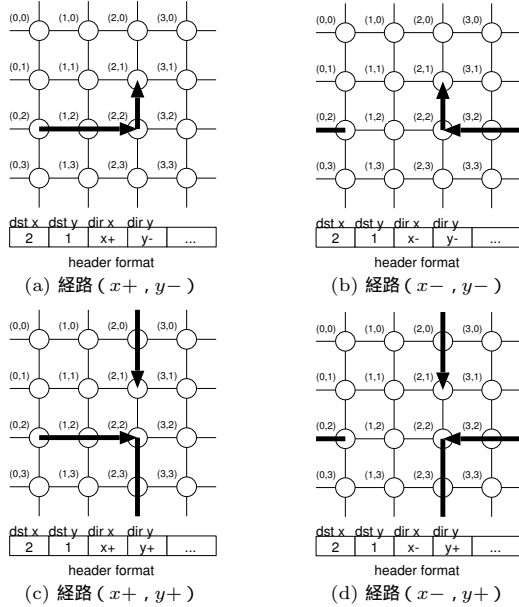 (0,0) (1,0) (2,0) (3,0)
(0,1) (1,1) (2,1) (3,1)
(0,2) (1,2) (2,2) (3,2)
(0,3) (1,3) (2,3) (3,3)
dst x dst y dir x dir y
2 1 x+ y- ...
header format
(a) 経路 ( x+ , y− )
(0,0) (1,0) (2,0) (3,0)
(0,1) (1,1) (2,1) (3,1)
(0,2) (1,2) (2,2) (3,2)
(0,3) (1,3) (2,3) (3,3)
dst x dst y dir x dir y
2 1 x- y- ...
header format
(b) 経路 ( x− , y− )
(0,0) (1,0) (2,0) (3,0)
(0,1) (1,1) (2,1) (3,1)
(0,2) (1,2) (2,2) (3,2)
(0,3) (1,3) (2,3) (3,3)
dst x dst y dir x dir y
2 1 x+ y+ ...
header format
(c) 経路 ( x+ , y+ )
(0,0) (1,0) (2,0) (3,0)
(0,1) (1,1) (2,1) (3,1)
(0,2) (1,2) (2,2) (3,2)
(0,3) (1,3) (2,3) (3,3)
dst x dst y dir x dir y
2 1 x- y+ ...
header format
(d) 経路 ( x− , y+ )